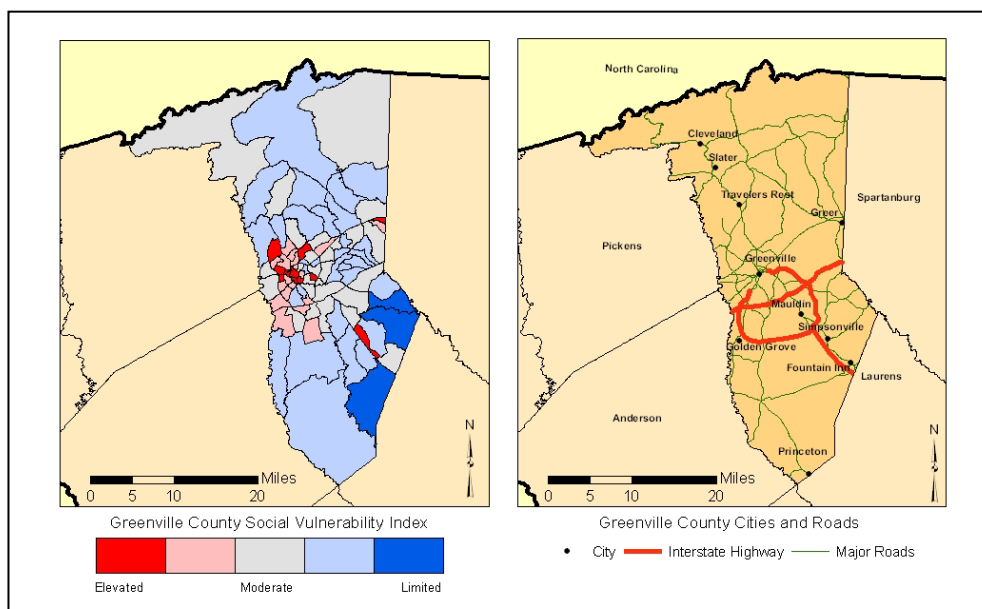 N
Miles
0 5 10 20
Greenville County Social Vulnerability Index
Elevated Moderate Limited
North Carolina
Cleveland
Slater
Travelers Rest
Spartanburg
Greer
Pickens
Greenville
Mauldin
Simpsonville
Golden Grove
Fountain Inn
Laurens
Anderson
N
Princeton
Miles
0 5 10 20
Greenville County Cities and Roads
City Interstate Highway Major Roads